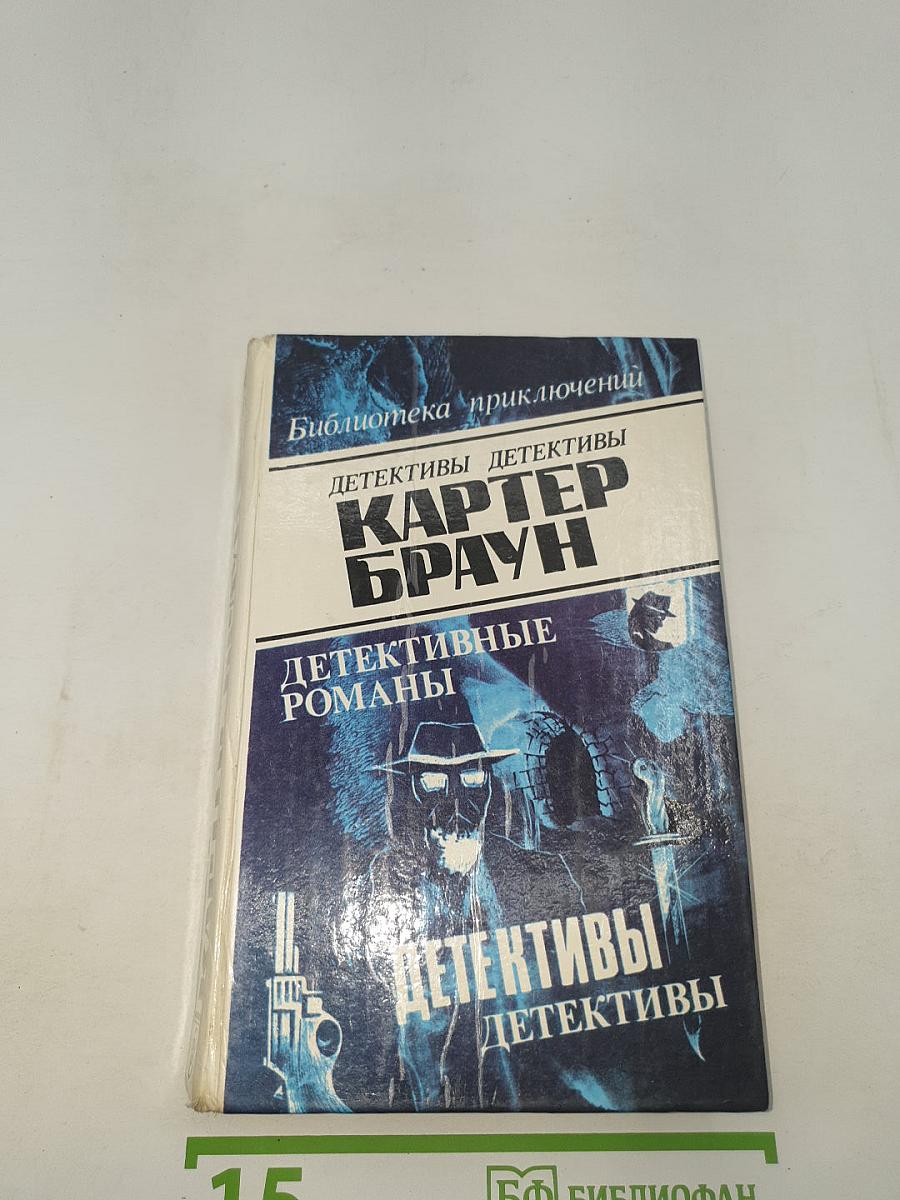 Библиотека приключений
ДЕТЕКТИВЫ ДЕТЕКТИВЫ
КАРТЕР
БРАУН
ДЕТЕКТИВНЫЕ
РОМАНЫ
ДЕТЕКТИВЫ
ДЕТЕКТИВЫ
15
БФ БИБЛИОФАН